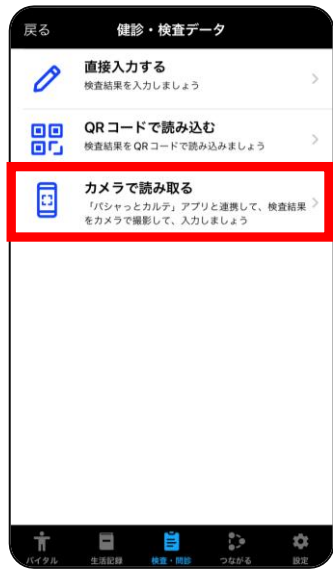 戻る
健診・検査データ
直接入力する
検査結果を入力しましょう
QRコードで読み込む
検査結果をQRコードで読み込みましょう
カメラで読み取る
「パシャっとカルテ」アプリと連携して、検査結果
をカメラで撮影して、入力しましょう
バイタル
生活記録
検査・問診
つながる
設定